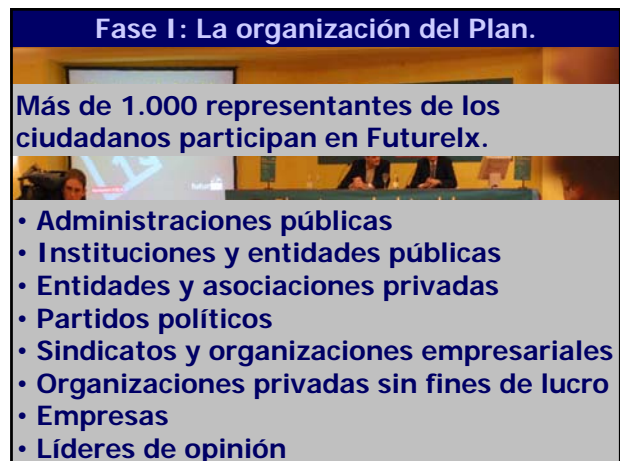 Fase I: La organización del Plan.
Más de 1.000 representantes de los
ciudadanos participan en Futurelx.
• Administraciones públicas
• Instituciones y entidades públicas
• Entidades y asociaciones privadas
• Partidos políticos
• Sindicatos y organizaciones empresariales
• Organizaciones privadas sin fines de lucro
• Empresas
• Líderes de opinión